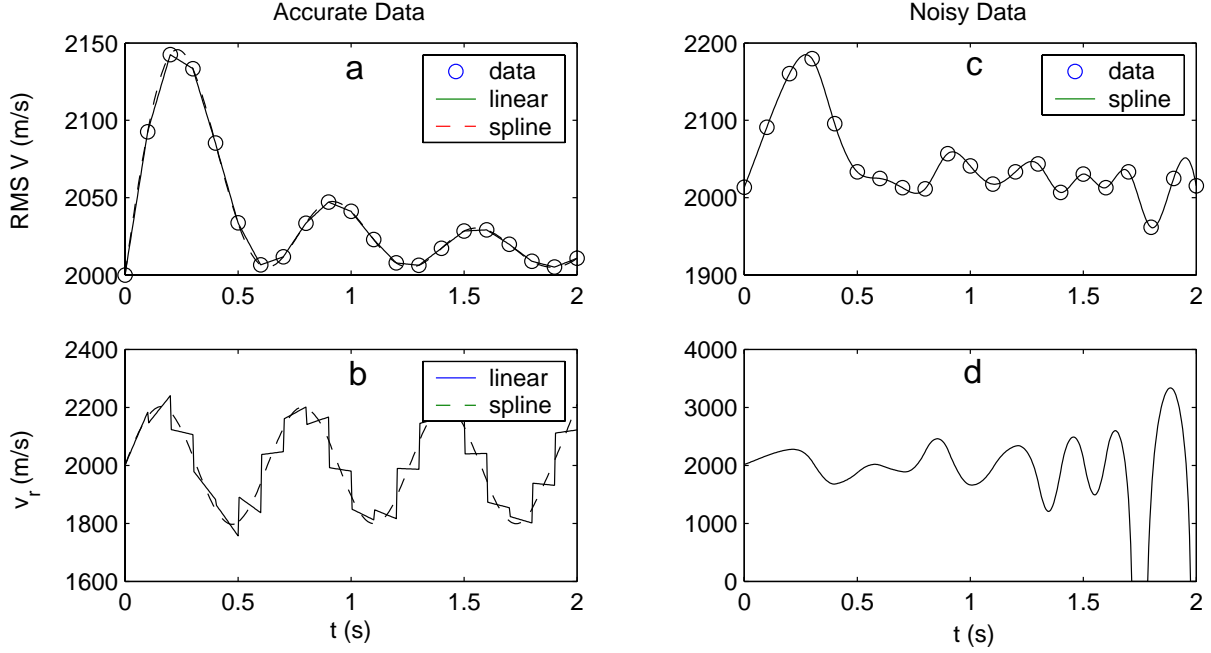 Accurate Data
2150
2100
2050
2000
RMS V (m/s)
a
data
linear
spline
0
0.5
1
1.5
2
Noisy Data
2200
2100
2000
1900
c
data
spline
0
0.5
1
1.5
2
2400
2200
2000
1800
1600
v_r (m/s)
b
linear
spline
0
0.5
1
1.5
2
t (s)
4000
3000
2000
1000
0
d
0
0.5
1
1.5
2
t (s)